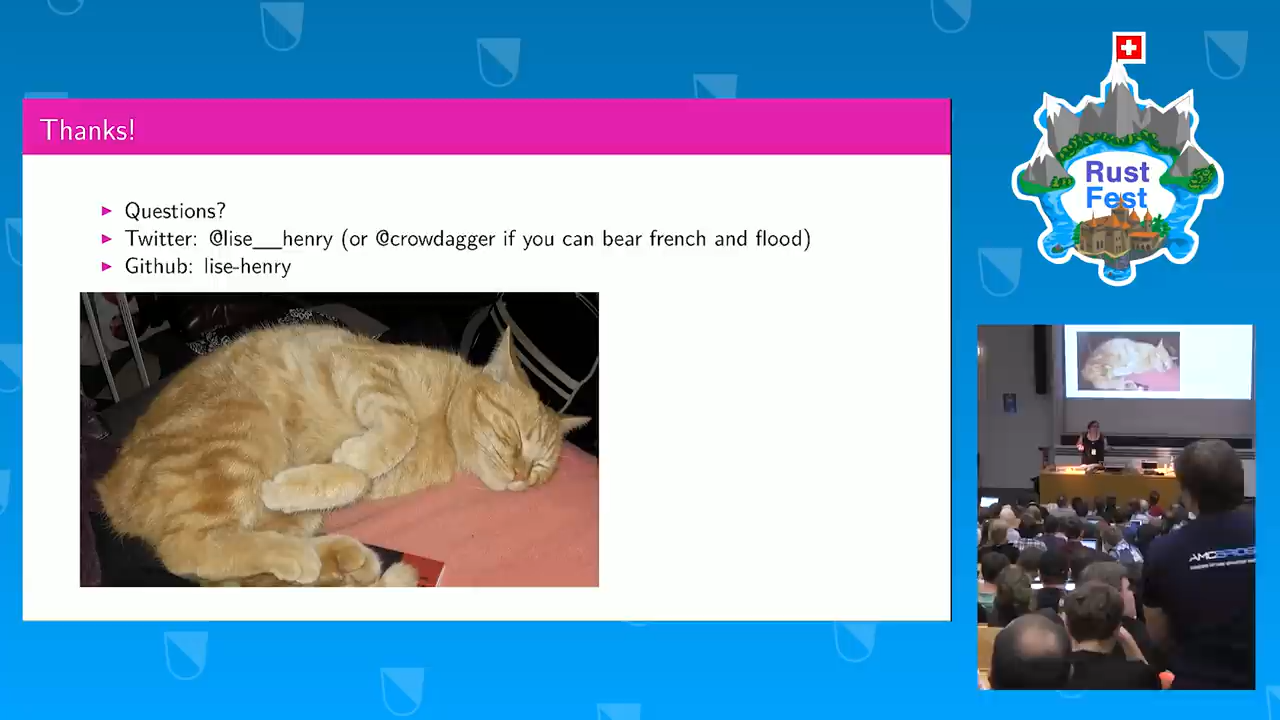 Thanks!
Questions?
Twitter: @lise__henry (or @crowdagger if you can bear french and flood)
Github: lise-henry
Rust
Fest